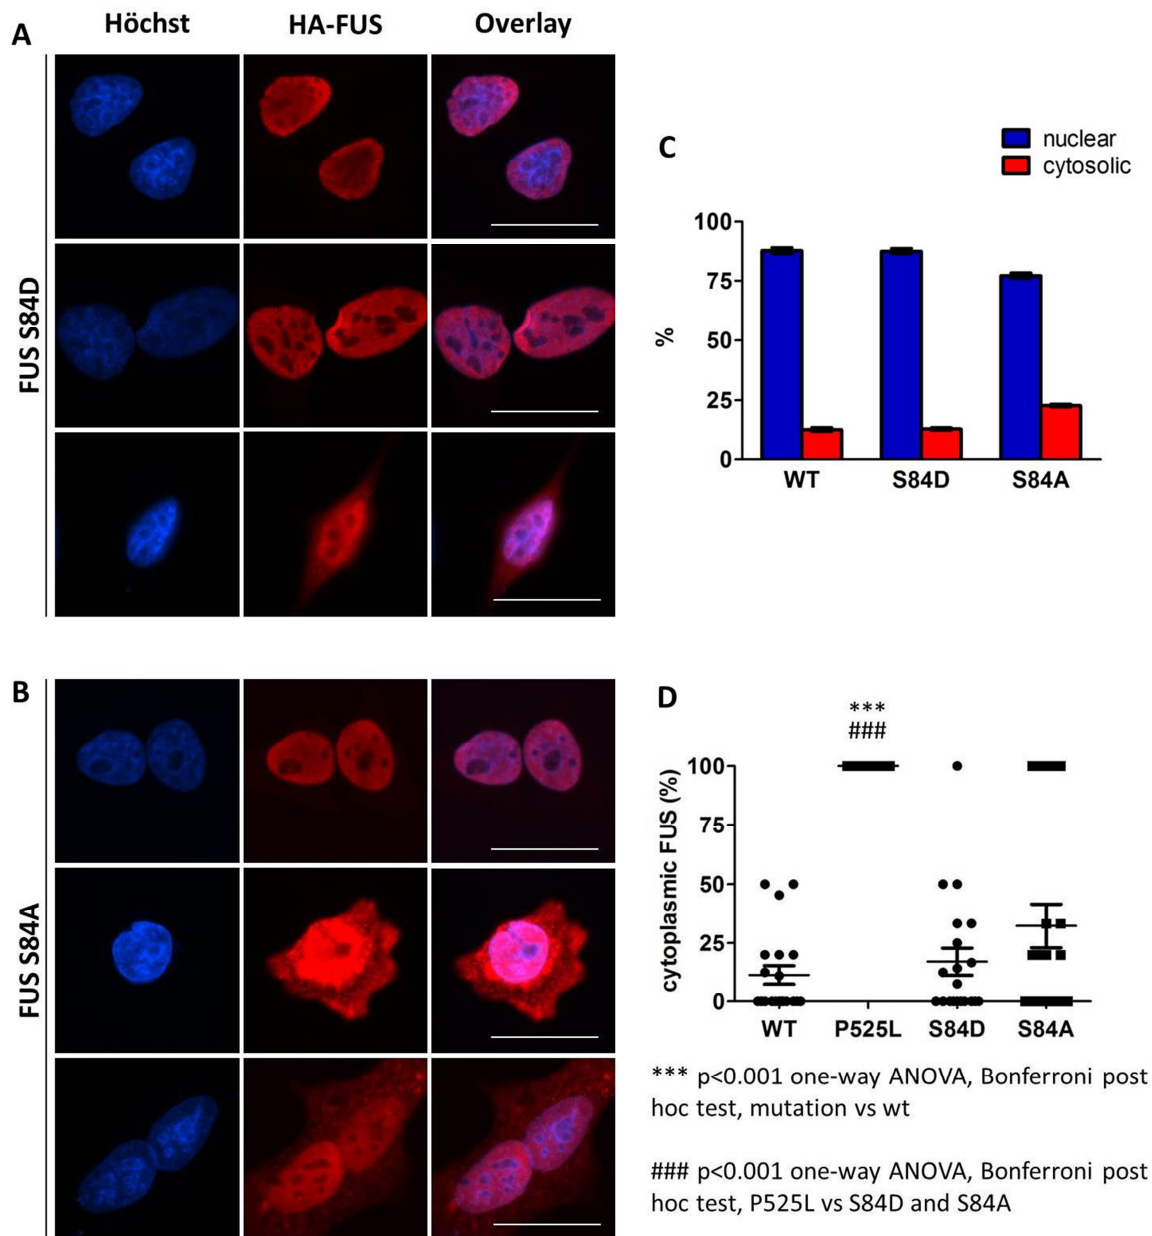 A
Höchst HA-FUS Overlay
FUS S84D
B
FUS S84A
C
nuclear
cytosolic
100
75
50
25
0
%
WT S84D S84A
D
***
###
100
75
50
25
0
cytoplasmic FUS (%)
WT P525L S84D S84A
*** p<0.001 one-way ANOVA, Bonferroni post
hoc test, mutation vs wt
### p<0.001 one-way ANOVA, Bonferroni post
hoc test, P525L vs S84D and S84A